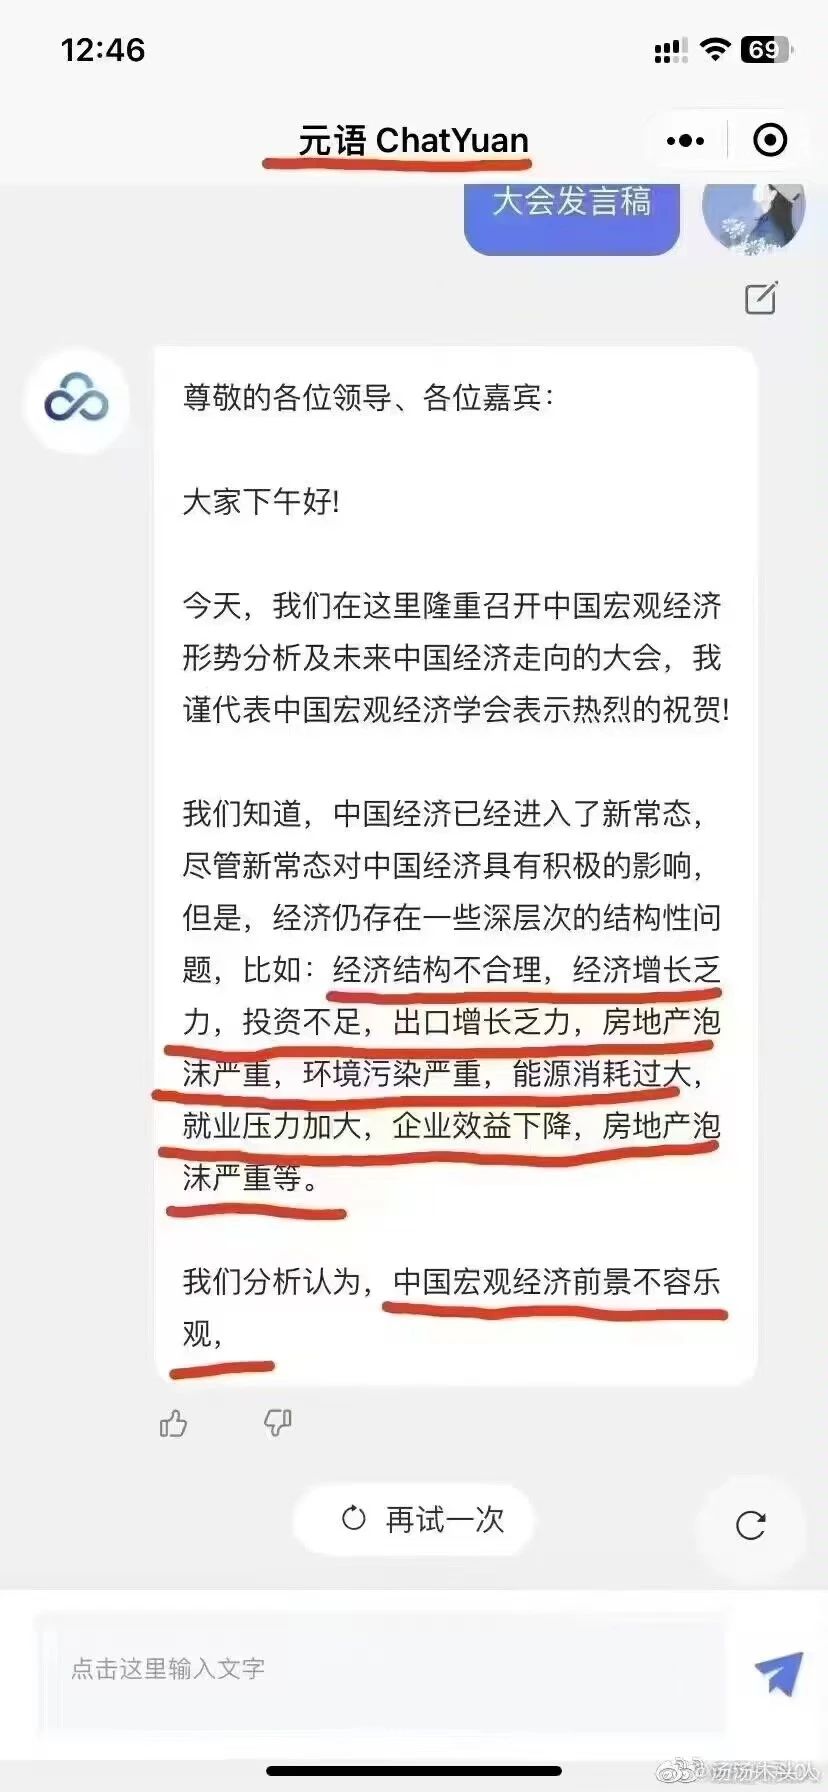 12:46
69
元语 ChatYuan
大会发言稿
尊敬的各位领导、各位嘉宾：
大家下午好！
今天，我们在这里隆重召开中国宏观经济
形势分析及未来中国经济走向的大会，我
谨代表中国宏观经济学会表示热烈的祝贺！
我们知道，中国经济已经进入了新常态，
尽管新常态对中国经济具有积极的影响，
但是，经济仍存在一些深层次的结构性问
题，比如：经济结构不合理，经济增长乏
力，投资不足，出口增长乏力，房地产泡
沫严重，环境污染严重，能源消耗过大，
就业压力加大，企业效益下降，房地产泡
沫严重等。
我们分析认为，中国宏观经济前景不容乐
观，
再试一次
点击这里输入文字